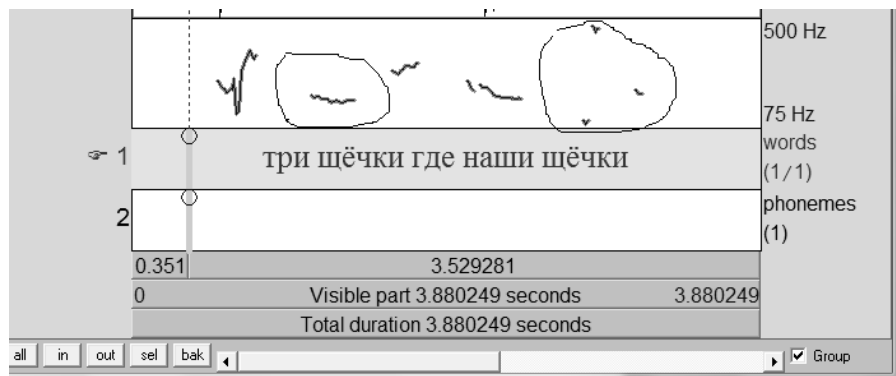 500 Hz
75 Hz
☞ 1 три щёчки где наши щёчки words (1/1)
2 phonemes (1)
0.351 3.529281
0 Visible part 3.880249 seconds 3.880249
Total duration 3.880249 seconds
all in out sel bak Group